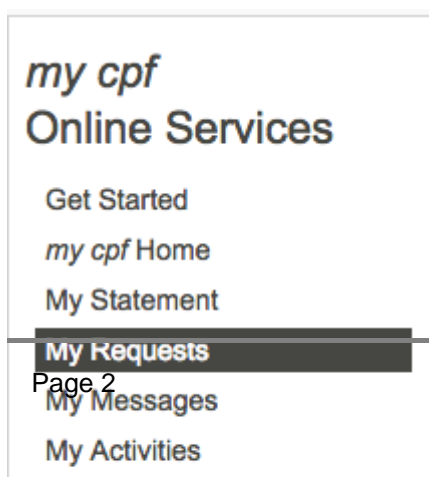 my cpf
Online Services
Get Started
my cpf Home
My Statement
My Requests
Page 2
My Messages
My Activities